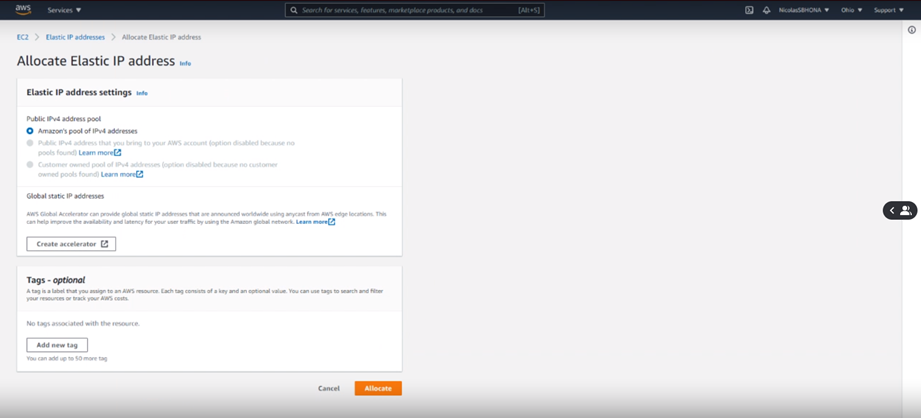 aws Services Search for services, features, marketplace products, and docs [Alt+S] NicolasSBHONA Ohio Support
EC2 > Elastic IP addresses > Allocate Elastic IP address
Allocate Elastic IP address Info
Elastic IP address settings Info
Public IPv4 address pool
Amazon's pool of IPv4 addresses
Public IPv4 address that you bring to your AWS account (option disabled because no
pools found) Learn more
Customer owned pool of IPv4 addresses (option disabled because no customer
owned pools found) Learn more
Global static IP addresses
AWS Global Accelerator can provide global static IP addresses that are announced worldwide using anycast from AWS edge locations. This
can help improve the availability and latency for your user traffic by using the Amazon global network. Learn more
Create accelerator
Tags - optional
A tag is a label that you assign to an AWS resource. Each tag consists of a key and an optional value. You can use tags to search and filter
your resources or track your AWS costs.
No tags associated with the resource.
Add new tag
You can add up to 50 more tag
Cancel Allocate